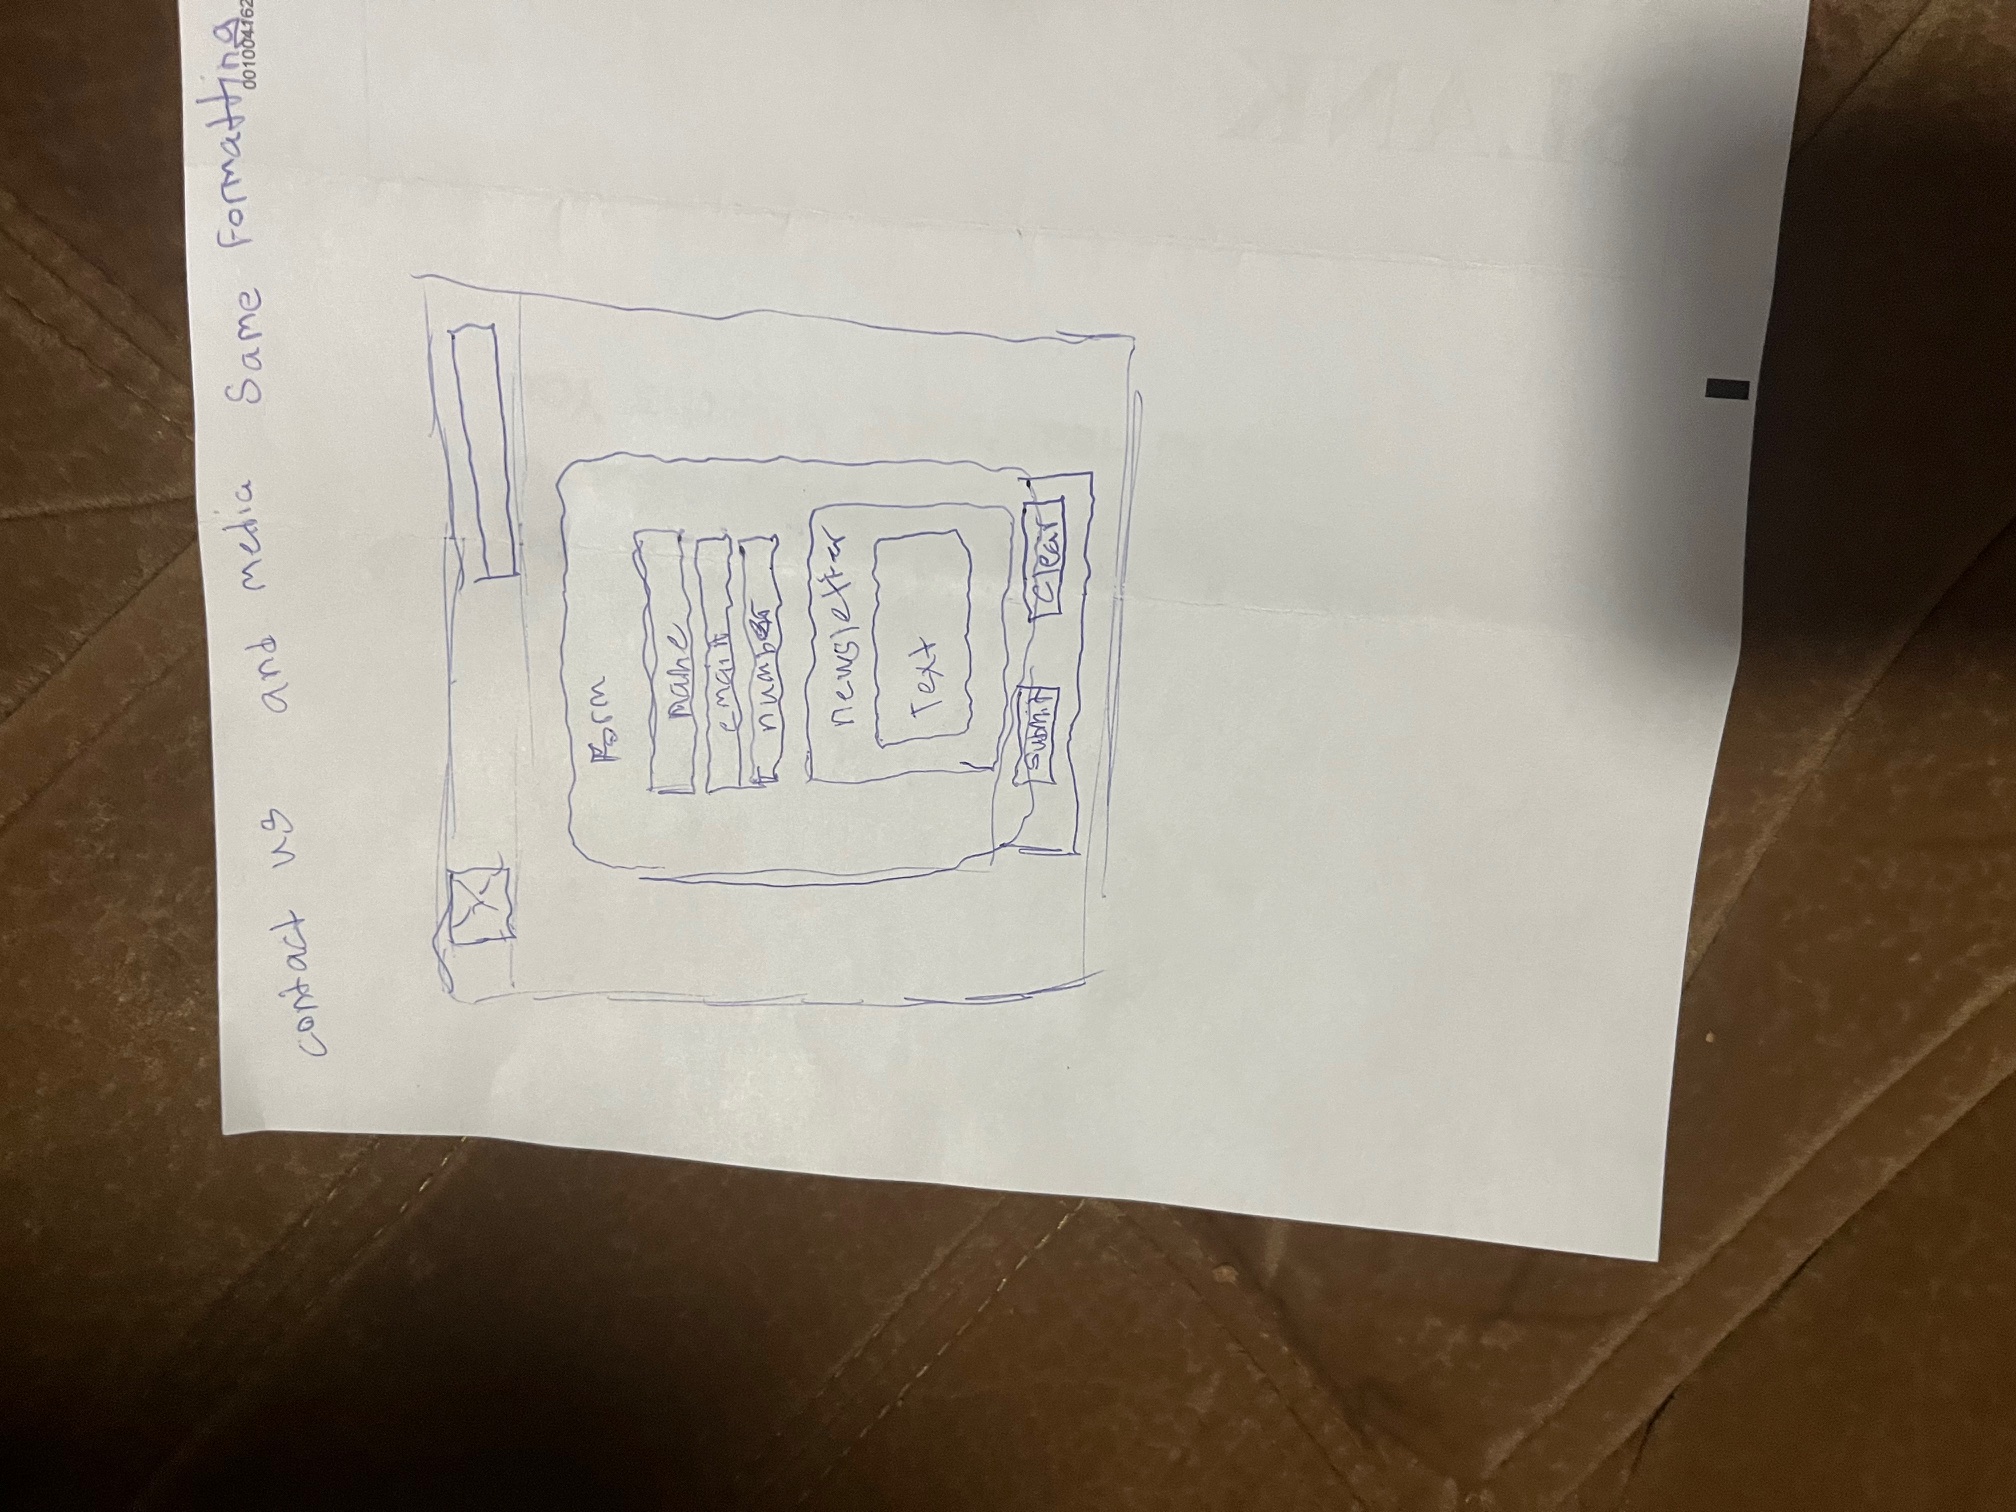 contact us and media Same Formatting
001004162
Form
name
email
number
newsletter
Text
Submit
Clear